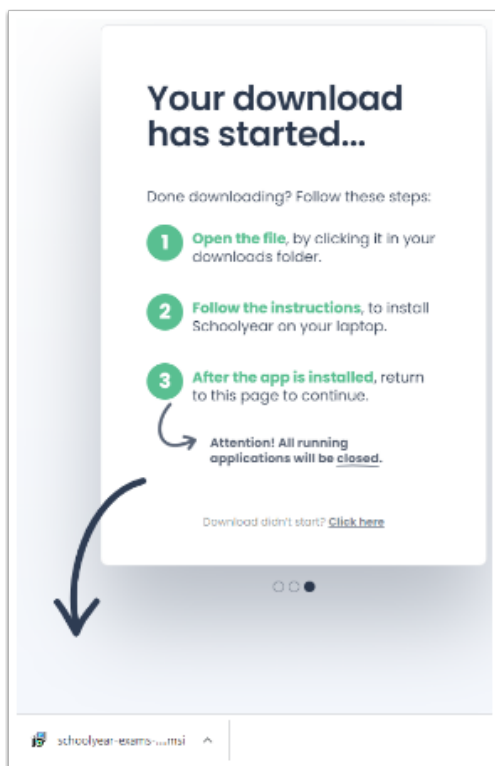 Your download
has started...
Done downloading? Follow these steps:
1
Open the file, by clicking it in your
downloads folder.
2
Follow the instructions, to install
Schoolyear on your laptop.
3
After the app is installed, return
to this page to continue.
Attention! All running
applications will be closed.
Download didn't start? Click here
schoolyear-exams-....msi